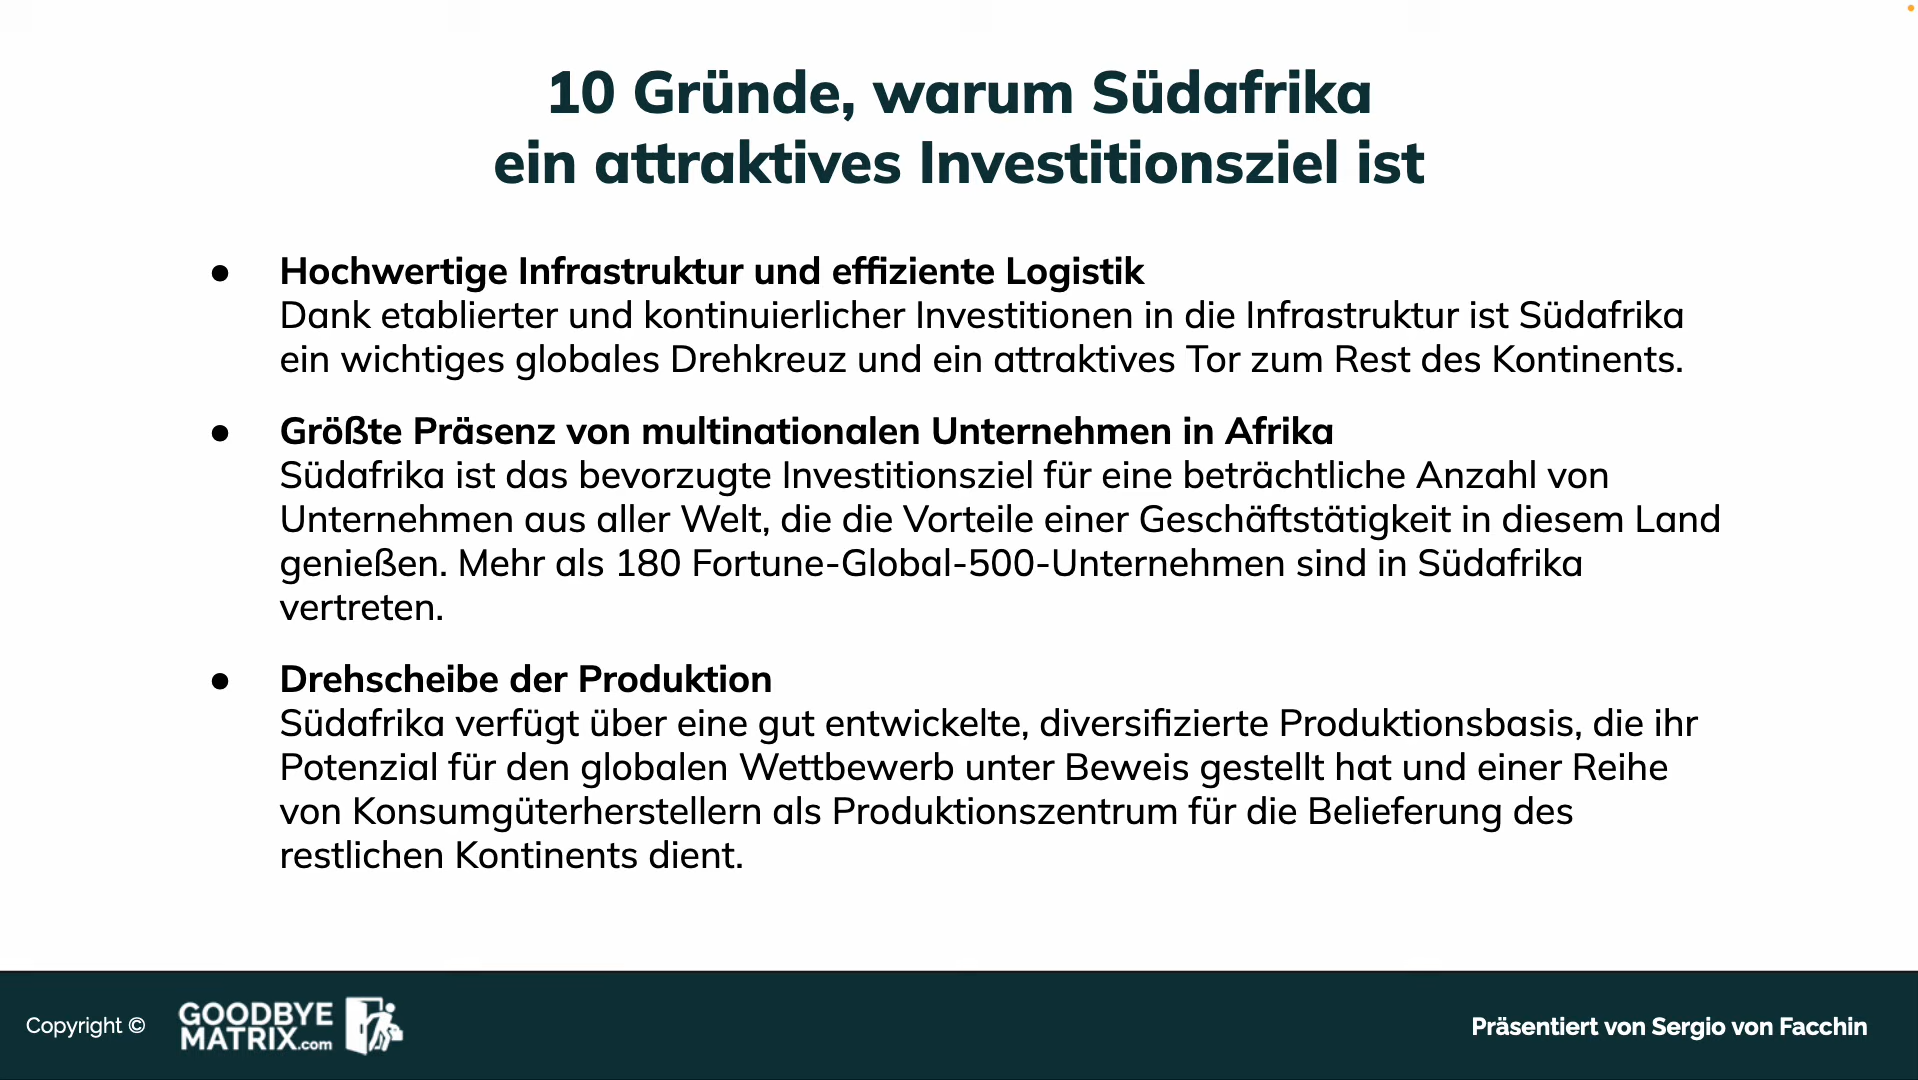 10 Gründe, warum Südafrika
ein attraktives Investitionsziel ist
● Hochwertige Infrastruktur und effiziente Logistik
Dank etablierter und kontinuierlicher Investitionen in die Infrastruktur ist Südafrika
ein wichtiges globales Drehkreuz und ein attraktives Tor zum Rest des Kontinents.
● Größte Präsenz von multinationalen Unternehmen in Afrika
Südafrika ist das bevorzugte Investitionsziel für eine beträchtliche Anzahl von
Unternehmen aus aller Welt, die die Vorteile einer Geschäftstätigkeit in diesem Land
genießen. Mehr als 180 Fortune-Global-500-Unternehmen sind in Südafrika
vertreten.
● Drehscheibe der Produktion
Südafrika verfügt über eine gut entwickelte, diversifizierte Produktionsbasis, die ihr
Potenzial für den globalen Wettbewerb unter Beweis gestellt hat und einer Reihe
von Konsumgüterherstellern als Produktionszentrum für die Belieferung des
restlichen Kontinents dient.
Copyright ©
GOODBYE
MATRIX.com
Präsentiert von Sergio von Facchin